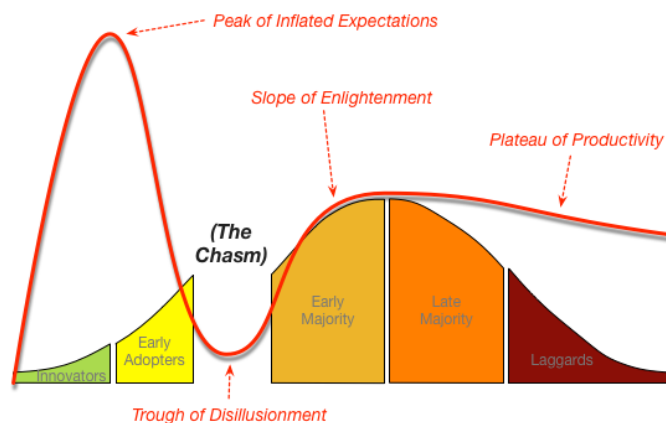 Peak of Inflated Expectations
Slope of Enlightenment
Plateau of Productivity
(The
Chasm)
Innovators
Early
Adopters
Early
Majority
Late
Majority
Laggards
Trough of Disillusionment